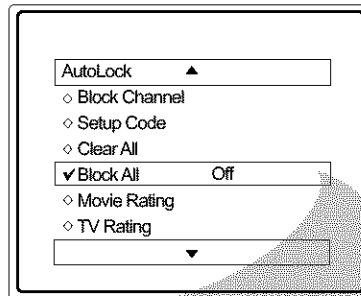 AutoLock ▲
◇ Block Channel
◇ Setup Code
◇ Clear All
✔ Block All Off
◇ Movie Rating
◇ TV Rating
▼